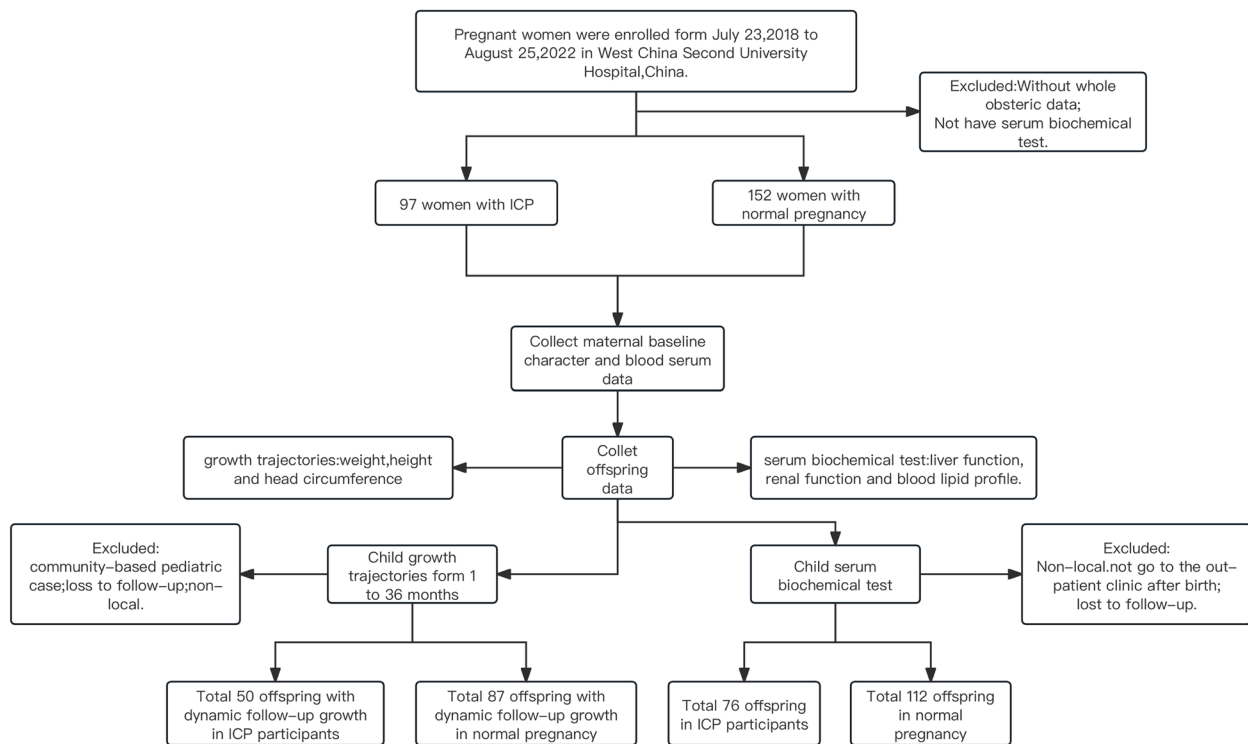 Pregnant women were enrolled form July 23,2018 to
August 25,2022 in West China Second University
Hospital,China.
Excluded:Without whole
obsteric data;
Not have serum biochemical
test.
97 women with ICP
152 women with
normal pregnancy
Collect maternal baseline
character and blood serum
data
growth trajectories:weight,height
and head circumference
Collet
offspring
data
serum biochemical test:liver function,
renal function and blood lipid profile.
Excluded:
community-based pediatric
case;loss to follow-up;non-
local.
Child growth
trajectories form 1
to 36 months
Child serum
biochemical test
Excluded:
Non-local.not go to the out-
patient clinic after birth;
lost to follow-up.
Total 50 offspring with
dynamic follow-up growth
in ICP participants
Total 87 offspring with
dynamic follow-up growth
in normal pregnancy
Total 76 offspring
in ICP participants
Total 112 offspring
in normal
pregnancy